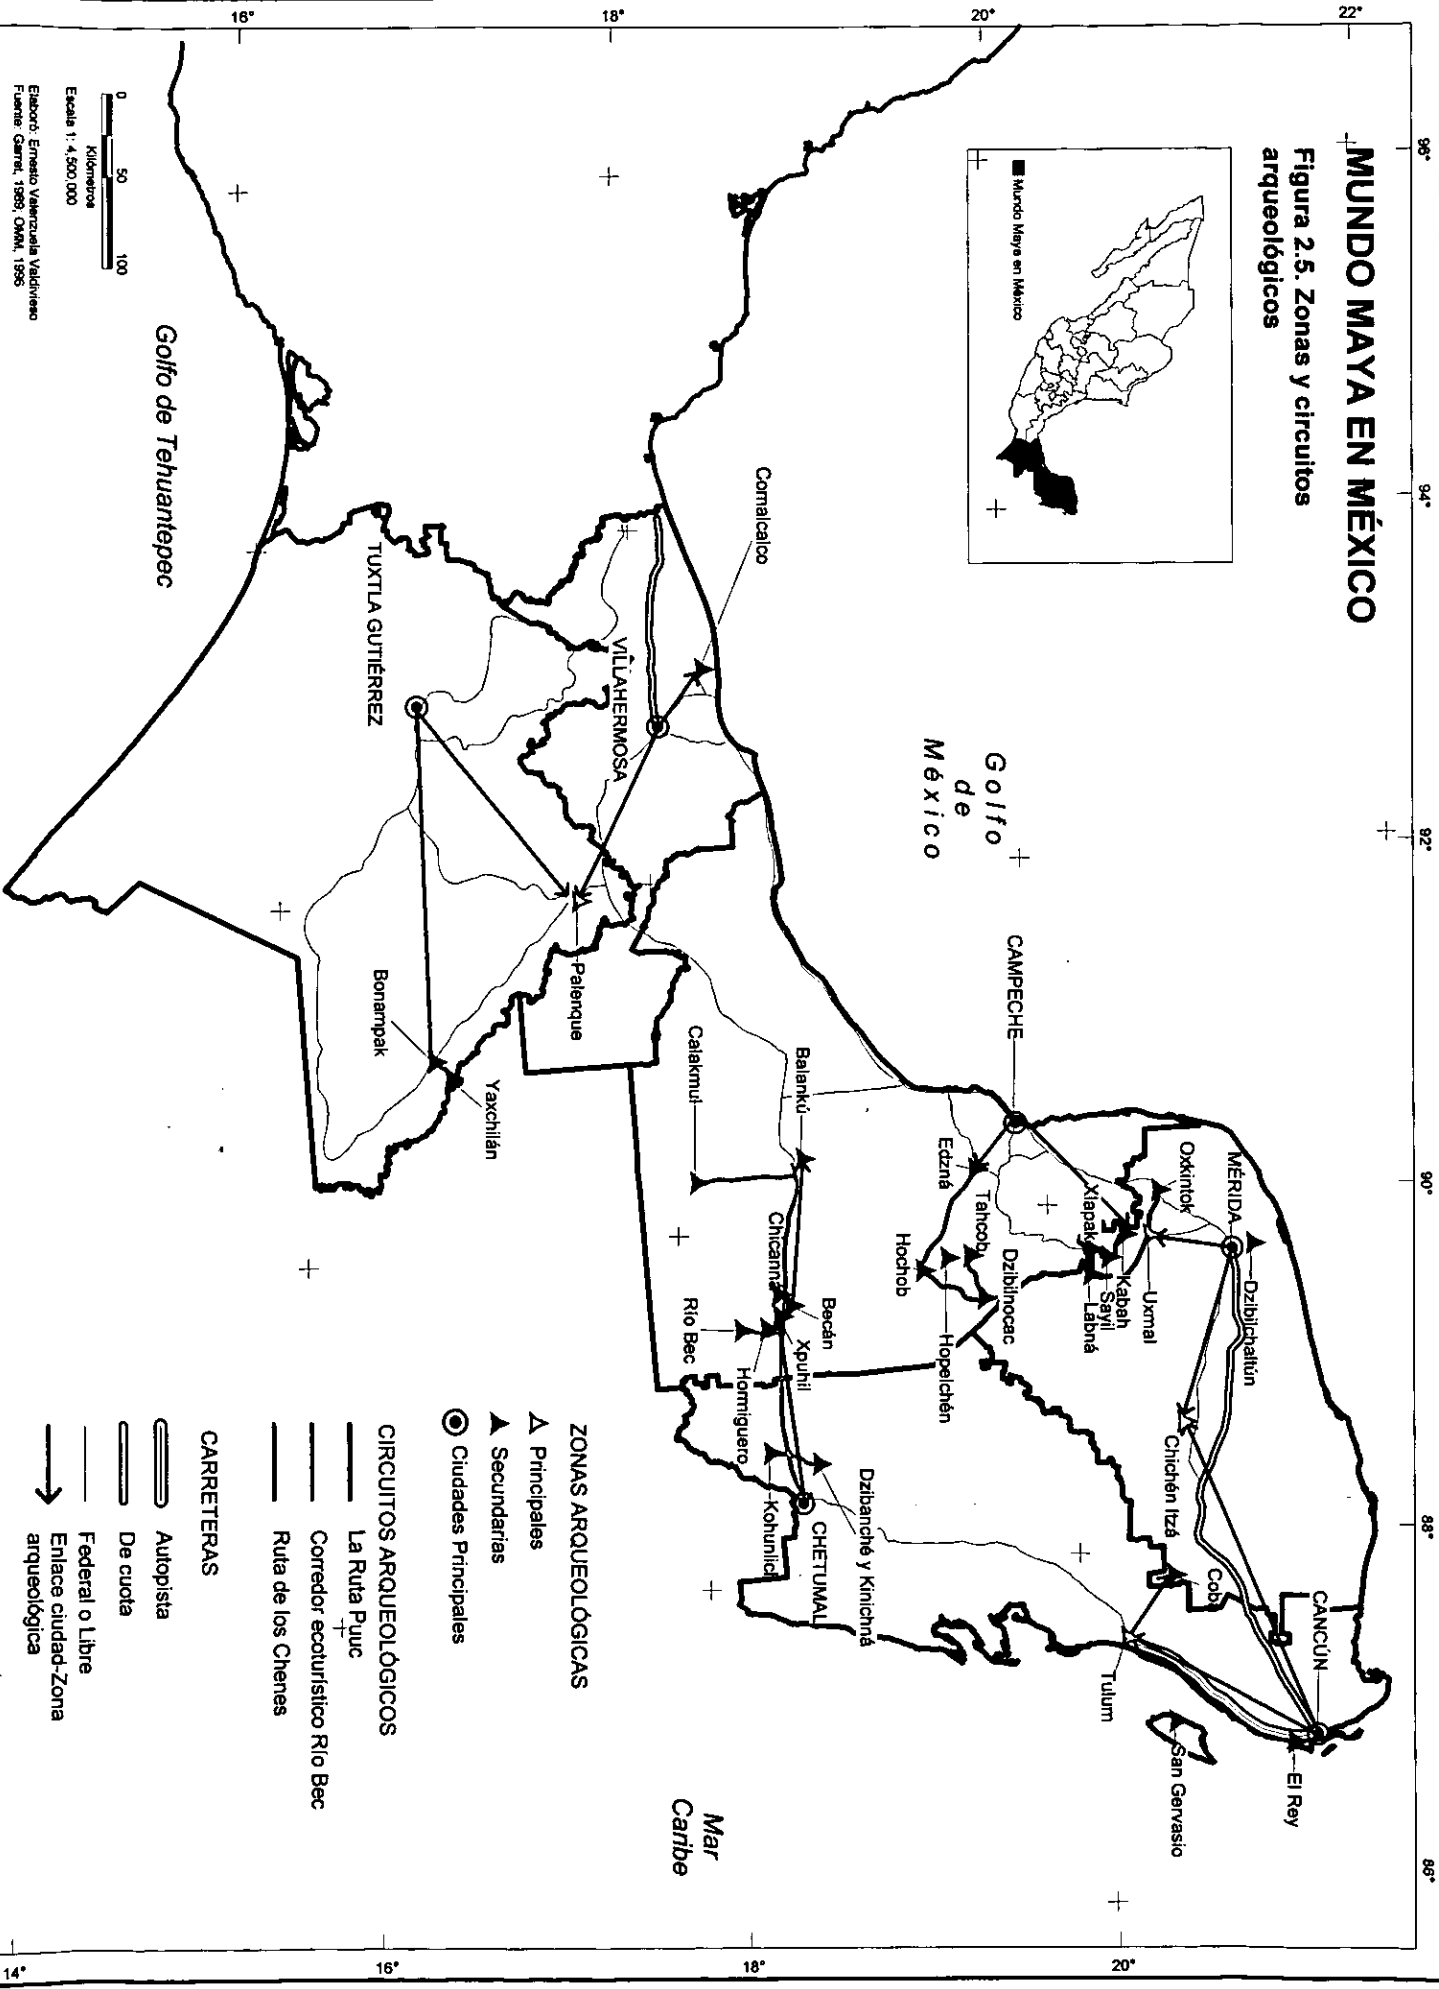 MUNDO MAYA EN MÉXICO
Figura 2.5. Zonas y circuitos
arqueológicos
Mundo Maya en México
96°
94°
92°
90°
88°
86°
22°
20°
18°
16°
20°
18°
16°
14°
Golfo
de
México
Golfo de Tehuantepec
Mar
Caribe
Comalcalco
VILLAHERMOSA
TUXTLA GUTIÉRREZ
Palenque
Bonampak
Yaxchilán
CAMPECHE
Calakmul
Balankú
Edzná
Tahcob
Hochob
Dzibilnocac
Hopelchén
Chicanná
Becán
Xpuhil
Río Bec
Hormiguero
Oxkintok
MÉRIDA
Dzibilchaltún
Uxmal
Kabah
Sayil
Labná
Xlapak
Chichén Itzá
Kohunlich
CHETUMAL
Dzibanché y Kinichná
Cobá
CANCÚN
Tulum
El Rey
San Gervasio
ZONAS ARQUEOLÓGICAS
Principales
Secundarias
Ciudades Principales
CIRCUITOS ARQUEOLÓGICOS
La Ruta Puuc
Corredor ecoturístico Río Bec
Ruta de los Chenes
CARRETERAS
Autopista
De cuota
Federal o Libre
Enlace ciudad-Zona
arqueológica
0 50 100
Kilómetros
Escala 1: 4,500,000
Elaboró: Ernesto Valenzuela Valdivieso
Fuente: Garret, 1989; OMM, 1996